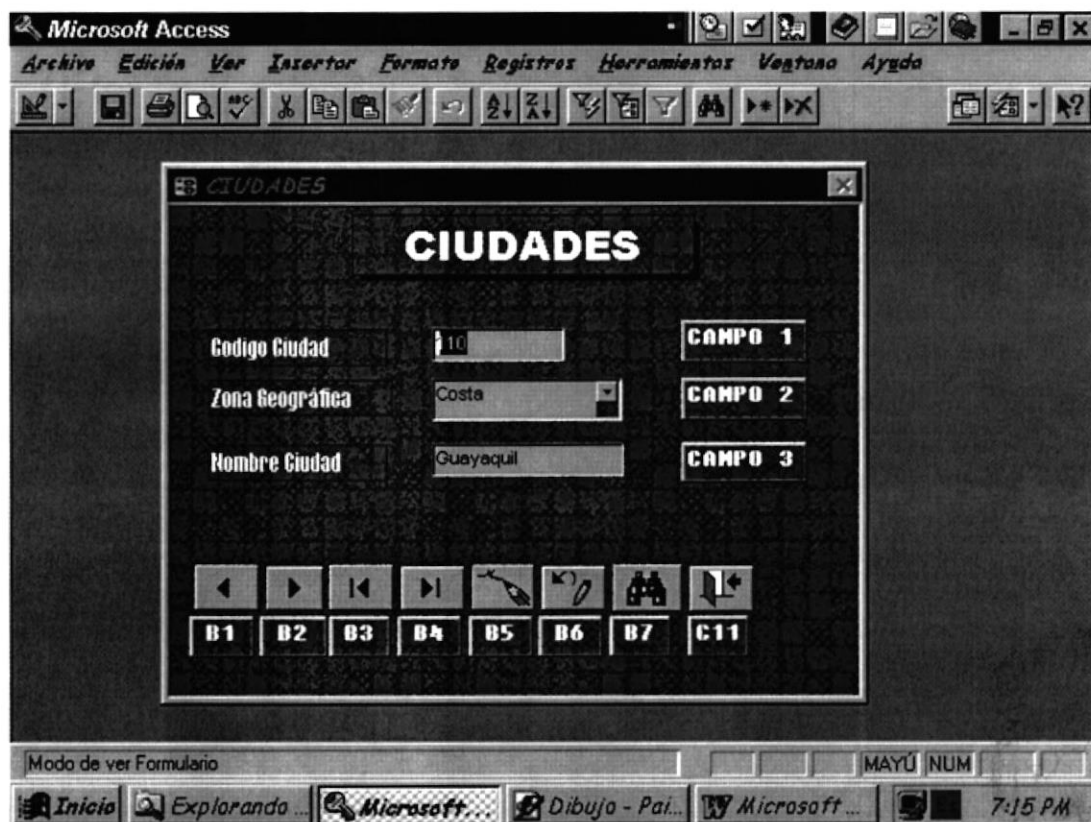 Microsoft Access
Archivo Edición Ver Insertar Formato Registros Herramientas Ventana Ayuda
CIUDADES
CIUDADES
Codigo Ciudad 110 CAMPO 1
Zona Geográfica Costa CAMPO 2
Nombre Ciudad Guayaquil CAMPO 3
B1 B2 B3 B4 B5 B6 B7 C11
Modo de ver Formulario MAYÚ NUM
Inicio Explorando ... Microsoft... Dibujo - Pai... Microsoft ... 7:15 PM